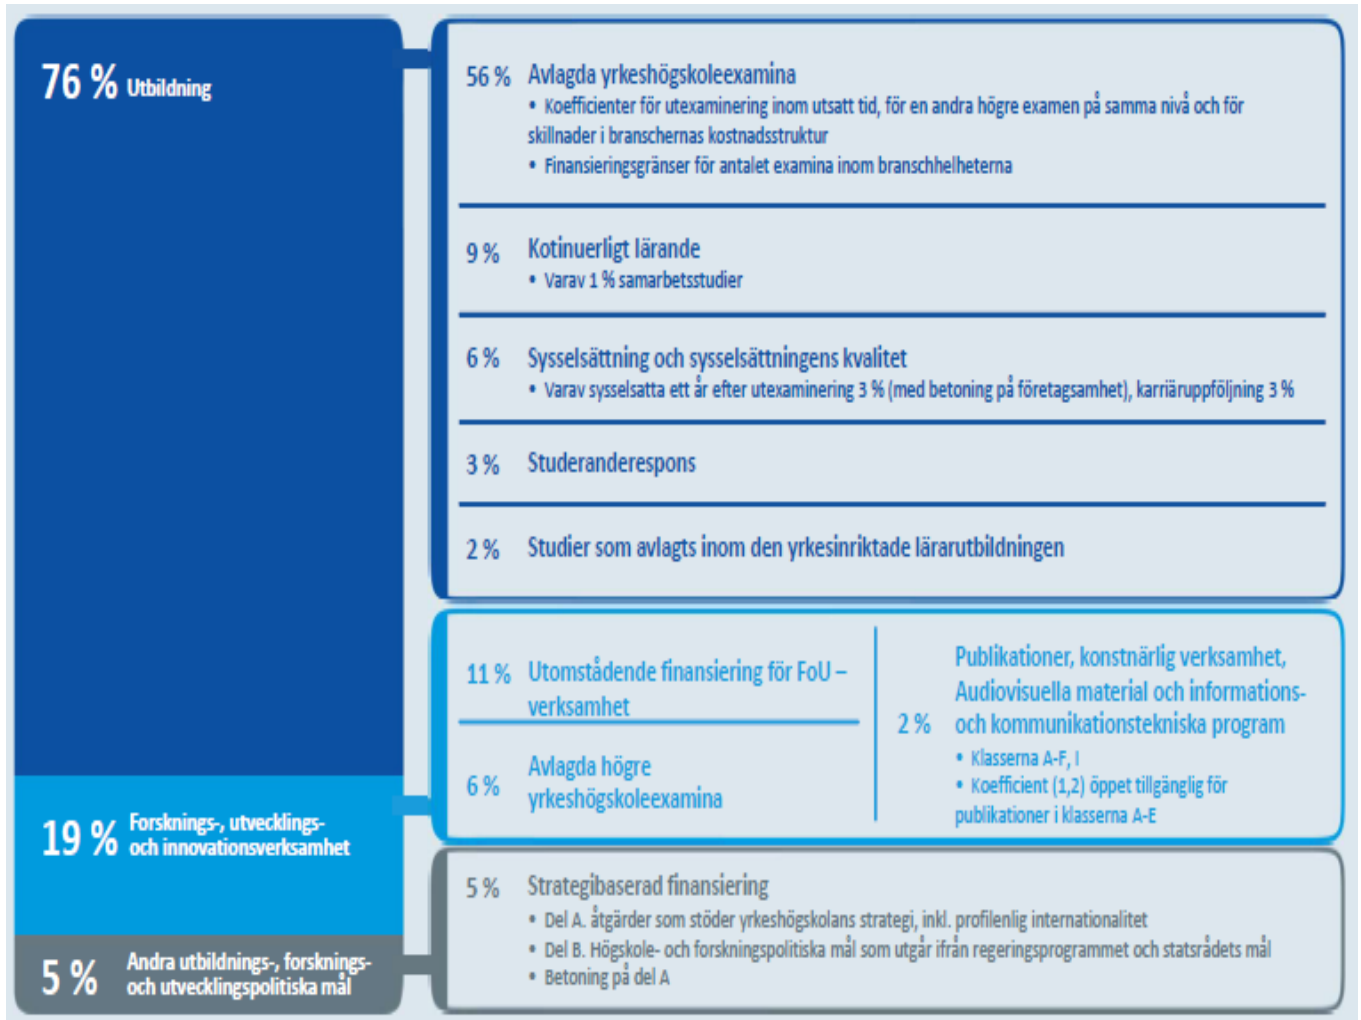 76 % Utbildning
56 % Avlagda yrkeshögskoleexamina
• Koefficienter för utexaminering inom utsatt tid, för en andra högre examen på samma nivå och för
skillnader i branschernas kostnadsstruktur
• Finansieringsgränser för antalet examina inom branschhelheterna
9 % Kotinuerligt lärande
• Varav 1 % samarbetsstudier
6 % Sysselsättning och sysselsättningens kvalitet
• Varav sysselsatta ett år efter utexaminering 3 % (med betoning på företagsamhet), karriäruppföljning 3 %
3 % Studeranderespons
2 % Studier som avlagts inom den yrkesinriktade lärarutbildningen
19 % Forsknings-, utvecklings-
och innovationsverksamhet
11 % Utomstådende finansiering för FoU –
verksamhet
6 % Avlagda högre
yrkeshögskoleexamina
2 % Publikationer, konstnärlig verksamhet,
Audiovisuella material och informations-
och kommunikationstekniska program
• Klasserna A-F, I
• Koefficient (1,2) öppet tillgänglig för
publikationer i klasserna A-E
5 % Andra utbildnings-, forsknings-
och utvecklingspolitiska mål
5 % Strategibaserad finansiering
• Del A. åtgärder som stöder yrkeshögskolans strategi, inkl. profilenlig internationalitet
• Del B. Högskole- och forskningspolitiska mål som utgår ifrån regeringsprogrammet och statsrådets mål
• Betoning på del A